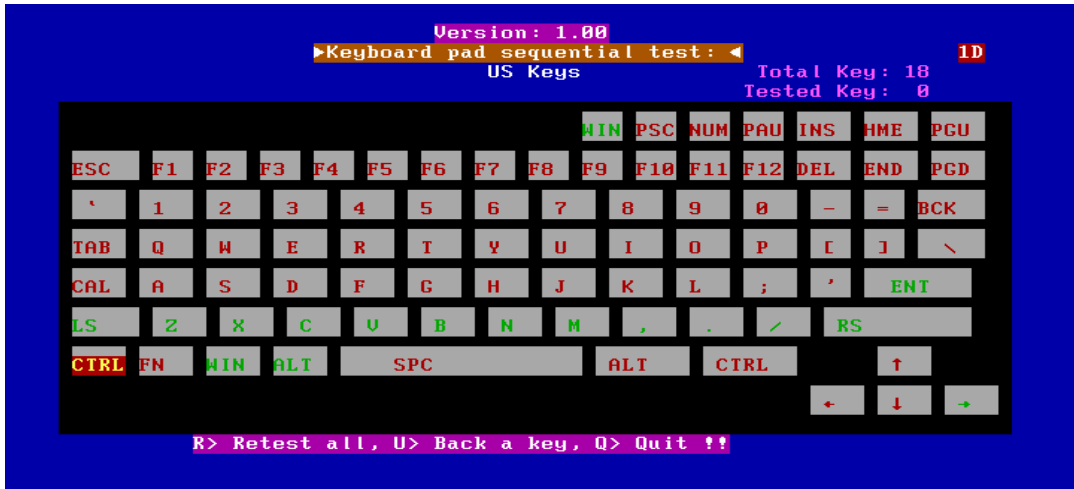 Version: 1.00
►Keyboard pad sequential test: ◄ 1D
US Keys Total Key: 18
Tested Key: 0
WIN PSC NUM PAU INS HME PGU
ESC F1 F2 F3 F4 F5 F6 F7 F8 F9 F10 F11 F12 DEL END PGD
` 1 2 3 4 5 6 7 8 9 0 - = BCK
TAB Q W E R T Y U I O P [ ] \
CAL A S D F G H J K L ; ' ENT
LS Z X C V B N M , . / RS
CTRL FN WIN ALT SPC ALT CTRL ↑
← ↓ →
R> Retest all, U> Back a key, Q> Quit !!